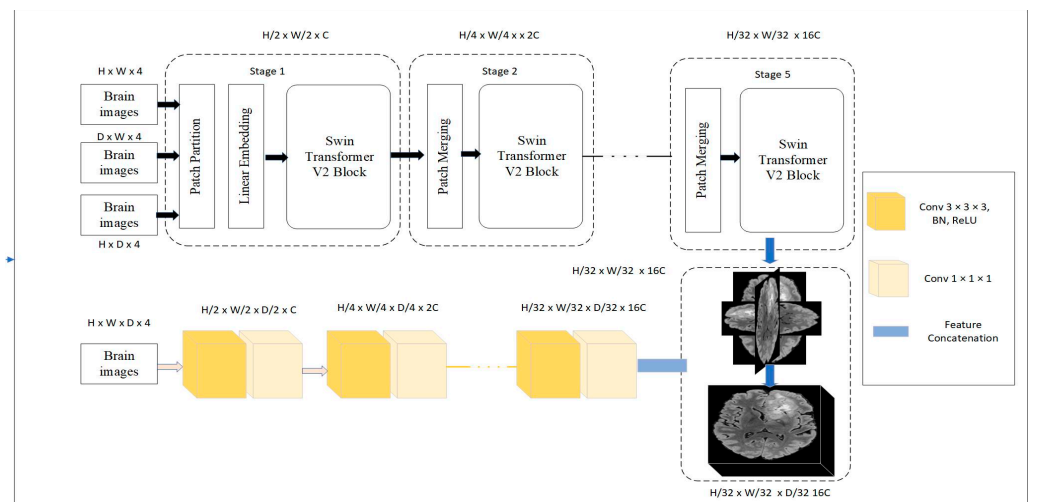 H/2 x W/2 x C
H/4 x W/4 x x 2C
H/32 x W/32 x 16C
Stage 1
Stage 2
Stage 5
H x W x 4
Brain
images
D x W x 4
Brain
images
Brain
images
H x D x 4
Patch Partition
Linear Embedding
Swin
Transformer
V2 Block
Patch Merging
Swin
Transformer
V2 Block
Patch Merging
Swin
Transformer
V2 Block
Conv 3 × 3 × 3,
BN, ReLU
Conv 1 × 1 × 1
Feature
Concatenation
H/32 x W/32 x 16C
H x W x D x 4
Brain
images
H/2 x W/2 x D/2 x C
H/4 x W/4 x D/4 x 2C
H/32 x W/32 x D/32 x 16C
H/32 x W/32 x D/32 16C